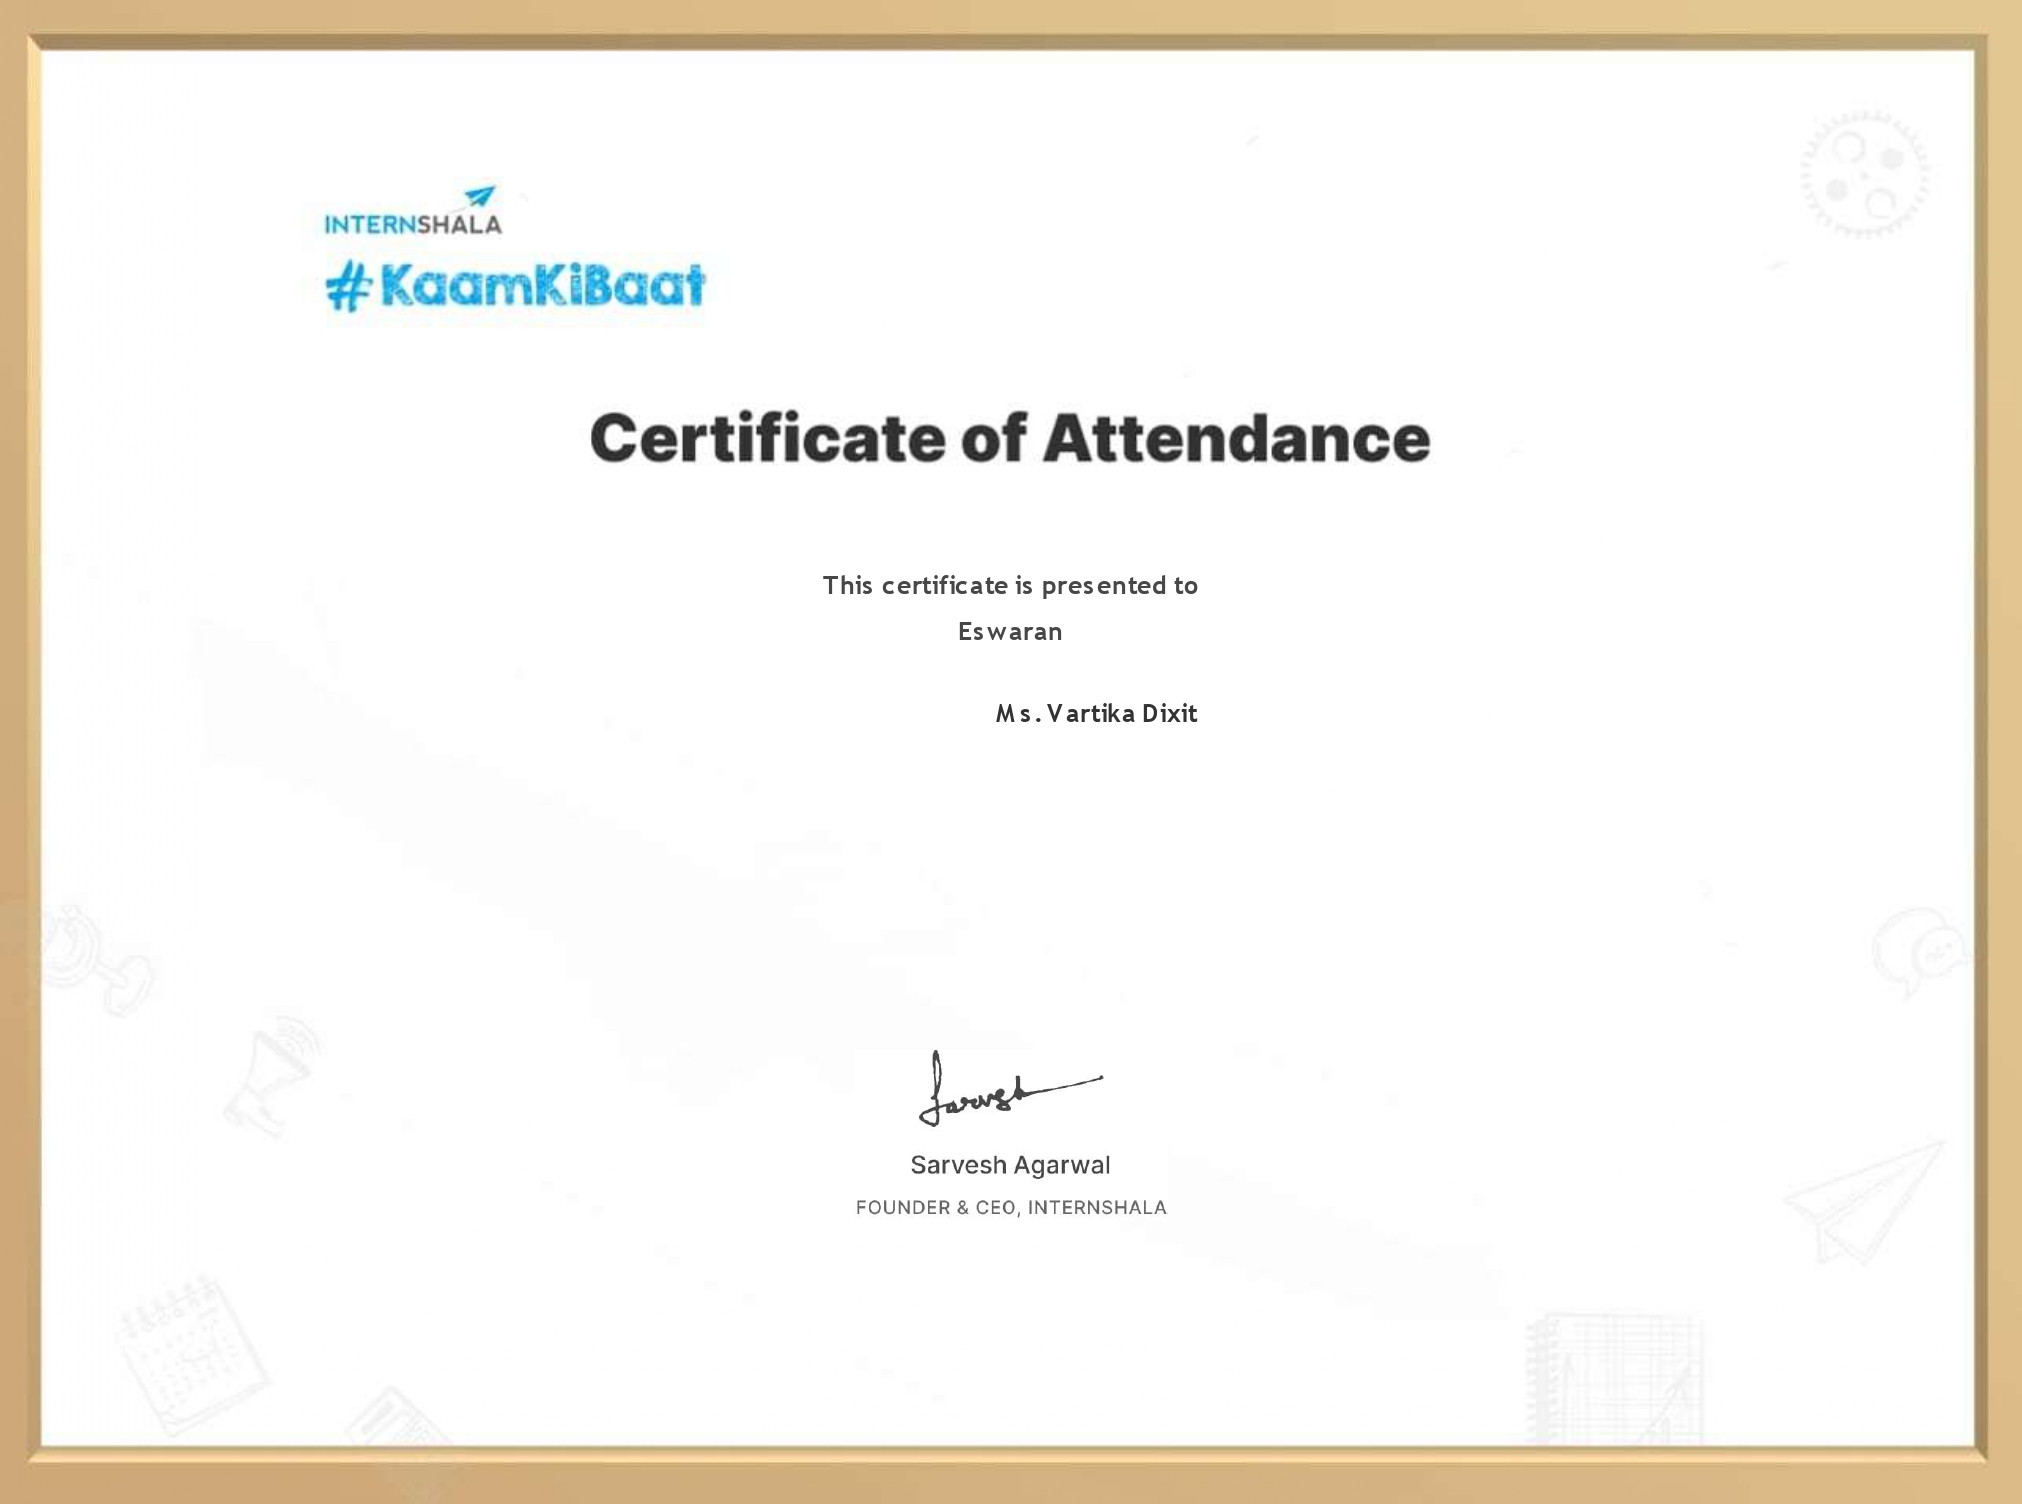 INTERNSHALA
#KaamKiBaat
Certificate of Attendance
This certificate is presented to
Eswaran
Ms. Vartika Dixit
Sarvesh
Sarvesh Agarwal
FOUNDER & CEO, INTERNSHALA